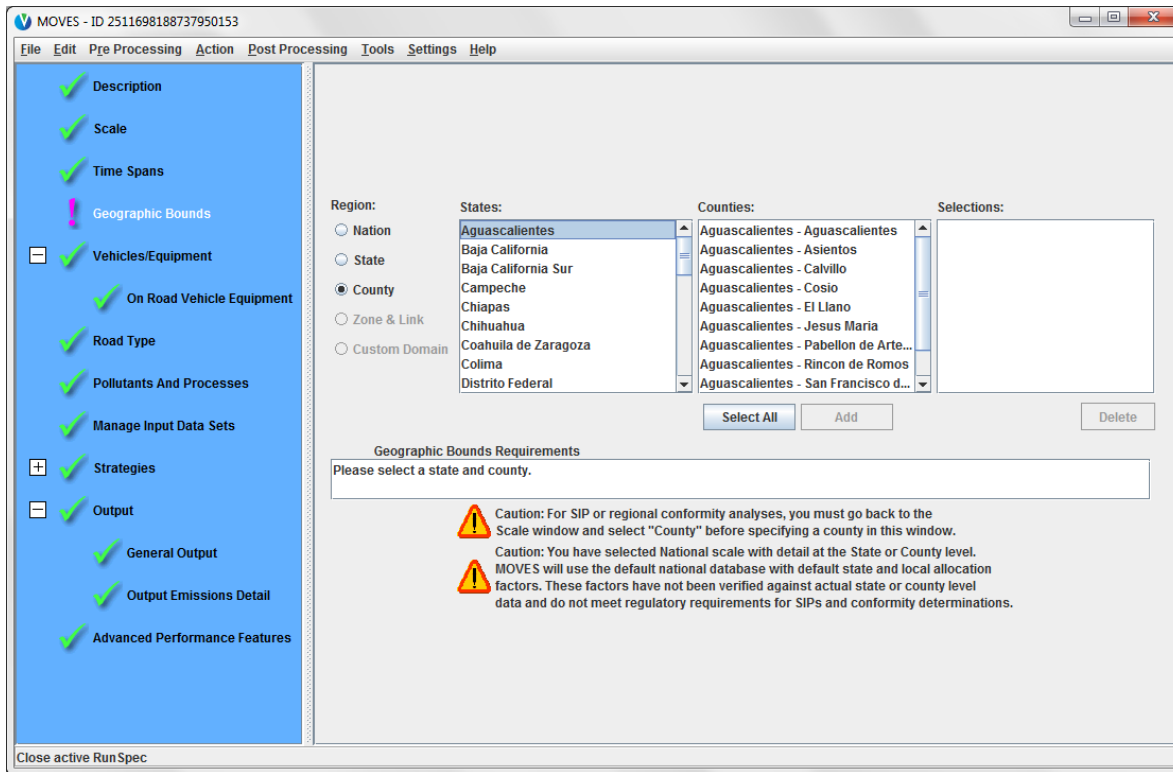 MOVES - ID 2511698188737950153
File Edit Pre Processing Action Post Processing Tools Settings Help
Description
Scale
Time Spans
Geographic Bounds
Vehicles/Equipment
On Road Vehicle Equipment
Road Type
Pollutants And Processes
Manage Input Data Sets
Strategies
Output
General Output
Output Emissions Detail
Advanced Performance Features
Region:
Nation
State
County
Zone & Link
Custom Domain
States:
Aguascalientes
Baja California
Baja California Sur
Campeche
Chiapas
Chihuahua
Coahuila de Zaragoza
Colima
Distrito Federal
Counties:
Aguascalientes - Aguascalientes
Aguascalientes - Asientos
Aguascalientes - Calvillo
Aguascalientes - Cosio
Aguascalientes - El Llano
Aguascalientes - Jesus Maria
Aguascalientes - Pabellon de Arte...
Aguascalientes - Rincon de Romos
Aguascalientes - San Francisco d...
Selections:
Select All
Add
Delete
Geographic Bounds Requirements
Please select a state and county.
Caution: For SIP or regional conformity analyses, you must go back to the
Scale window and select "County" before specifying a county in this window.
Caution: You have selected National scale with detail at the State or County level.
MOVES will use the default national database with default state and local allocation
factors. These factors have not been verified against actual state or county level
data and do not meet regulatory requirements for SIPs and conformity determinations.
Close active RunSpec